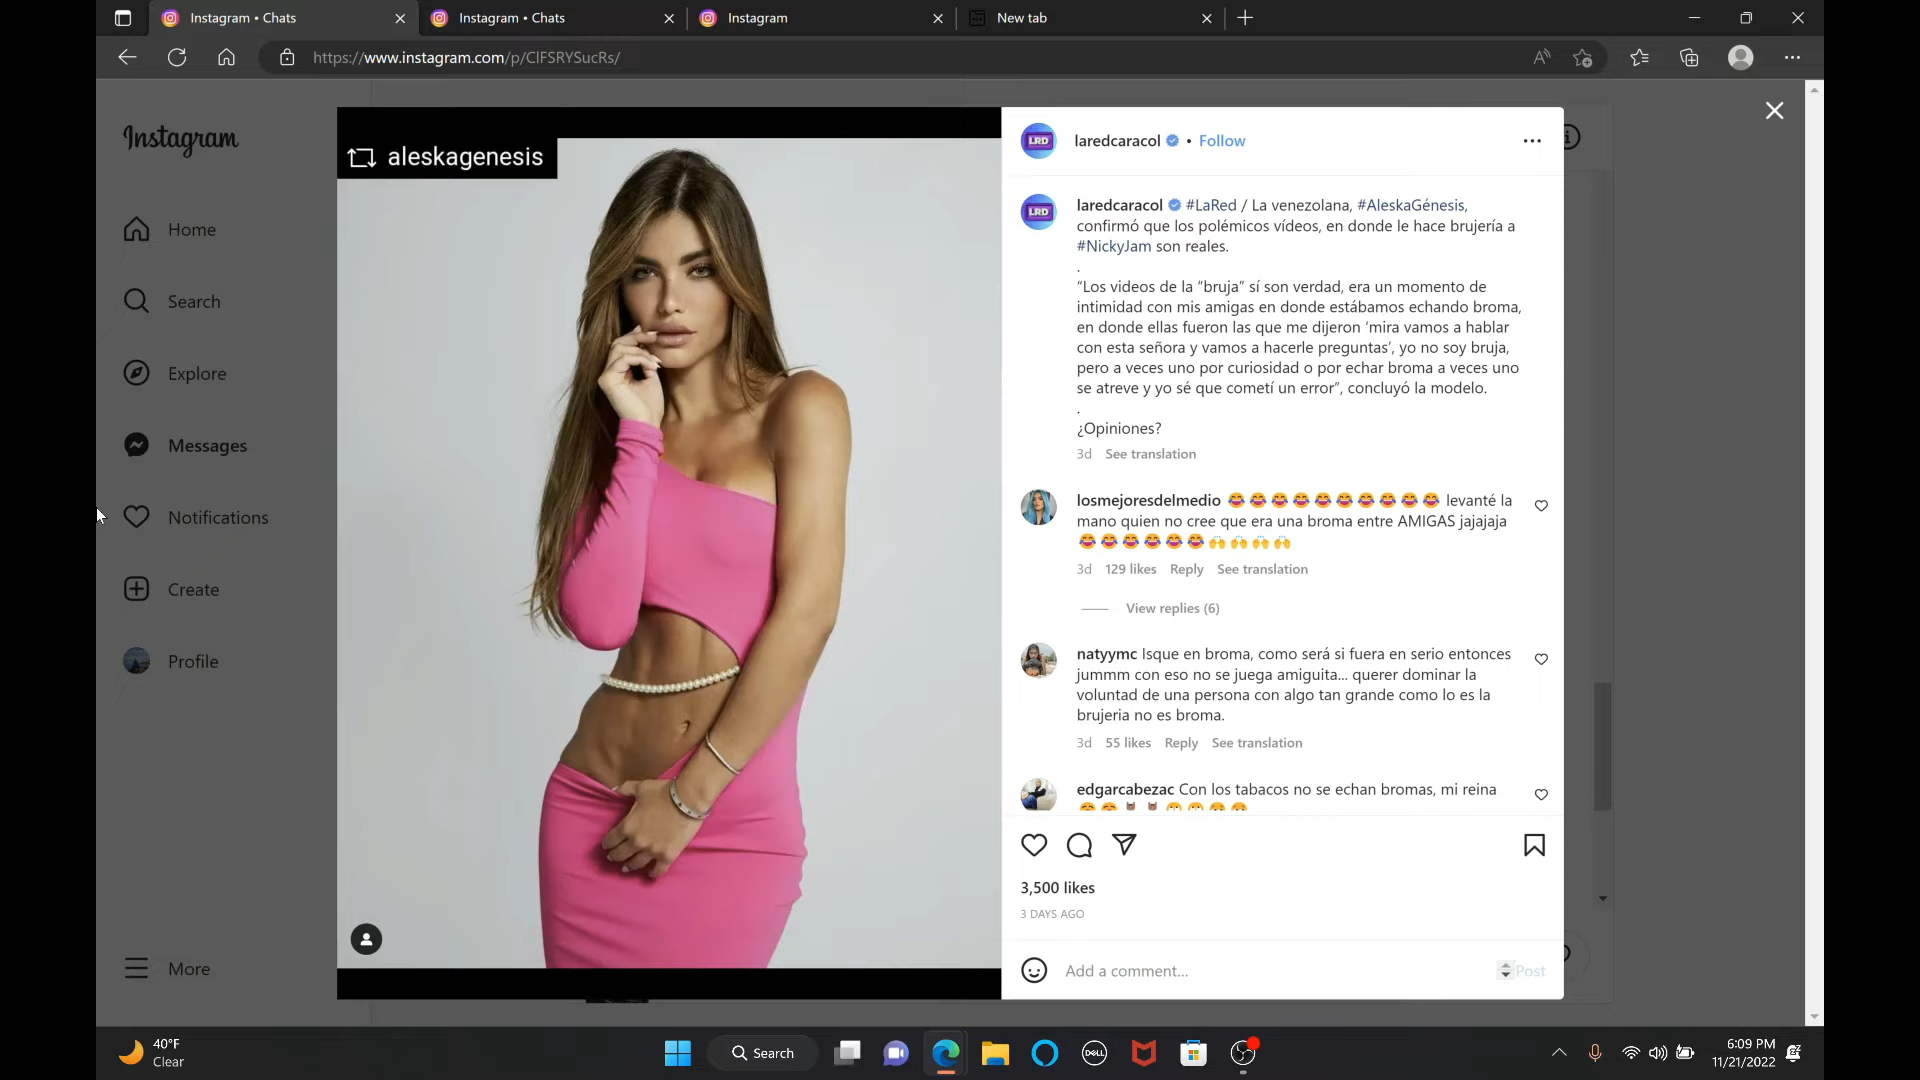 Instagram • Chats
Instagram • Chats
Instagram
New tab
https://www.instagram.com/p/ClFSRYSucRs/
Instagram
Home
Search
Explore
Messages
Notifications
Create
Profile
More
aleskagenesis
laredcaracol • Follow
laredcaracol #LaRed / La venezolana, #AleskaGénesis,
confirmó que los polémicos vídeos, en donde le hace brujería a
#NickyJam son reales.
.
“Los videos de la “bruja” sí son verdad, era un momento de
intimidad con mis amigas en donde estábamos echando broma,
en donde ellas fueron las que me dijeron ‘mira vamos a hablar
con esta señora y vamos a hacerle preguntas’, yo no soy bruja,
pero a veces uno por curiosidad o por echar broma a veces uno
se atreve y yo sé que cometí un error”, concluyó la modelo.
.
¿Opiniones?
3d See translation
losmejoresdelmedio 😂😂😂😂😂😂😂😂😂😂 levanté la
mano quien no cree que era una broma entre AMIGAS jajajaja
😂😂😂😂😂😂🙌🙌🙌🙌
3d 129 likes Reply See translation
View replies (6)
natyymc Isque en broma, como será si fuera en serio entonces
jummm con eso no se juega amiguita... querer dominar la
voluntad de una persona con algo tan grande como lo es la
brujeria no es broma.
3d 55 likes Reply See translation
edgarcabezac Con los tabacos no se echan bromas, mi reina
3,500 likes
3 DAYS AGO
Add a comment...
Post
40°F
Clear
Search
DELL
6:09 PM
11/21/2022
LRD
LRD